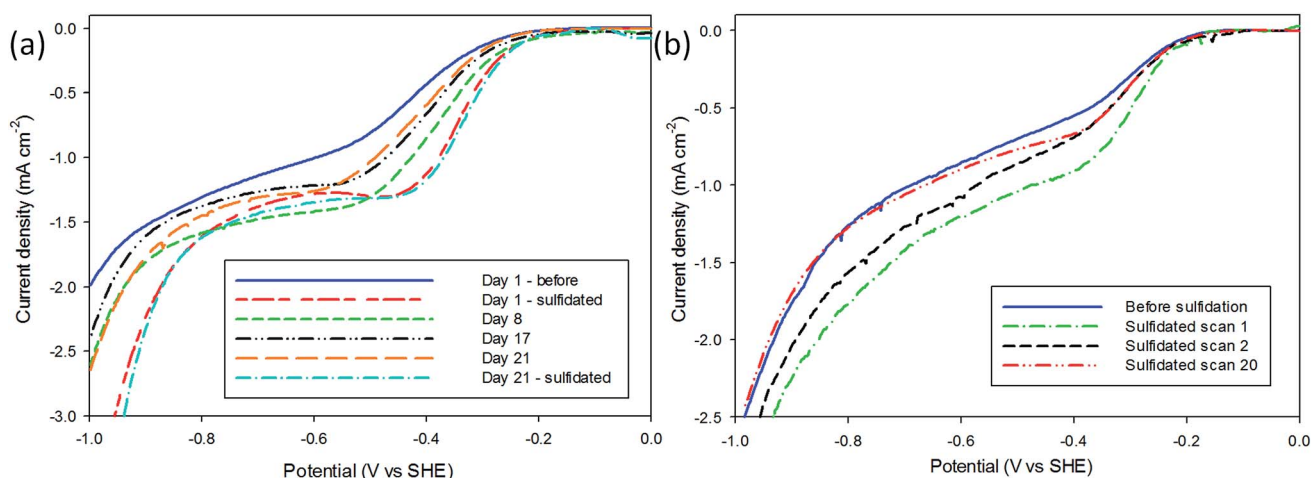 (a)
0.0
-0.5
-1.0
-1.5
-2.0
-2.5
-3.0
Current density (mA cm-2)
Day 1 - before
Day 1 - sulfidated
Day 8
Day 17
Day 21
Day 21 - sulfidated
-1.0 -0.8 -0.6 -0.4 -0.2 0.0
Potential (V vs SHE)
(b)
0.0
-0.5
-1.0
-1.5
-2.0
-2.5
Current density (mA cm-2)
Before sulfidation
Sulfidated scan 1
Sulfidated scan 2
Sulfidated scan 20
-1.0 -0.8 -0.6 -0.4 -0.2 0.0
Potential (V vs SHE)